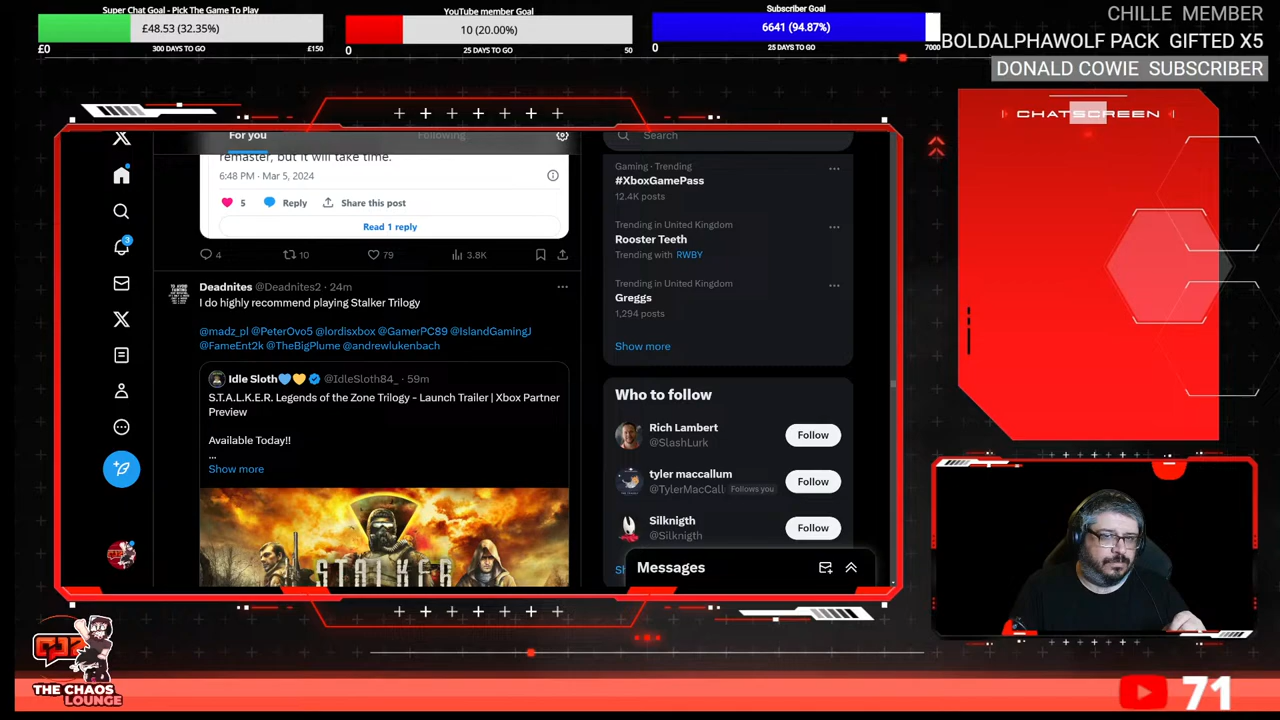 Super Chat Goal - Pick The Game To Play
£48.53 (32.35%)
£0
300 DAYS TO GO
£150
YouTube member Goal
10 (20.00%)
0
25 DAYS TO GO
50
Subscriber Goal
6641 (94.87%)
0
25 DAYS TO GO
7000
CHILLE MEMBER
BOLDALPHAWOLF PACK GIFTED X5
DONALD COWIE SUBSCRIBER
CHATSCREEN
For you
Following
Search
remaster, but it will take time.
6:48 PM · Mar 5, 2024
5
Reply
Share this post
Read 1 reply
4
10
79
3.8K
Deadnites @Deadnites2 · 24m
I do highly recommend playing Stalker Trilogy
@madz_pl @PeterOvo5 @lordisxbox @GamerPC89 @IslandGamingJ
@FameEnt2k @TheBigPlume @andrewlukenbach
Idle Sloth💙💛 @IdleSloth84_ · 59m
S.T.A.L.K.E.R. Legends of the Zone Trilogy - Launch Trailer | Xbox Partner
Preview
Available Today!!
...
Show more
STALKER
3
Gaming · Trending
#XboxGamePass
12.4K posts
Trending in United Kingdom
Rooster Teeth
Trending with RWBY
Trending in United Kingdom
Greggs
1,294 posts
Show more
Who to follow
Rich Lambert
@SlashLurk
Follow
tyler maccallum
@TylerMacCall
Follows you
Follow
Silknigth
@Silknigth
Follow
Messages
THE CHAOS
LOUNGE
71